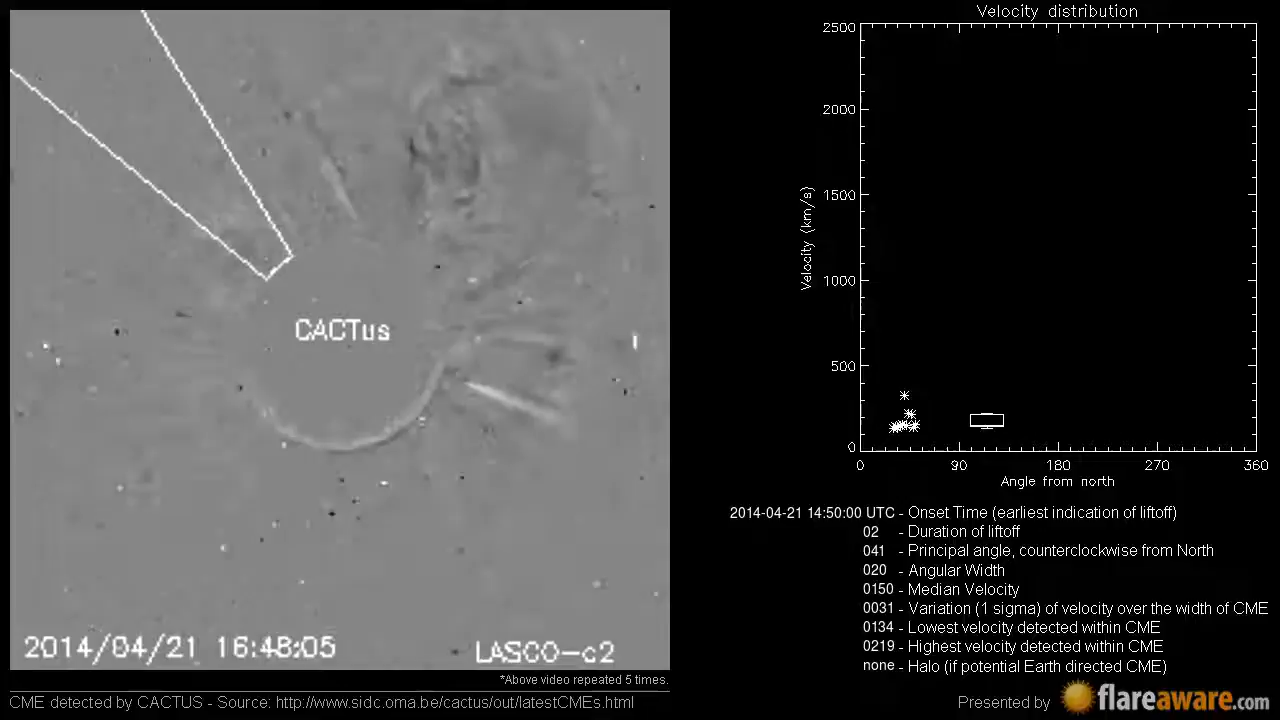 CACTus
2014/04/21 16:48:05
LASCO-c2
*Above video repeated 5 times.
CME detected by CACTUS - Source: http://www.sidc.oma.be/cactus/out/latestCMEs.html
Velocity distribution
Velocity (km/s)
2500
2000
1500
1000
500
0
0 90 180 270 360
Angle from north
2014-04-21 14:50:00 UTC - Onset Time (earliest indication of liftoff)
02 - Duration of liftoff
041 - Principal angle, counterclockwise from North
020 - Angular Width
0150 - Median Velocity
0031 - Variation (1 sigma) of velocity over the width of CME
0134 - Lowest velocity detected within CME
0219 - Highest velocity detected within CME
none - Halo (if potential Earth directed CME)
Presented by flareaware.com